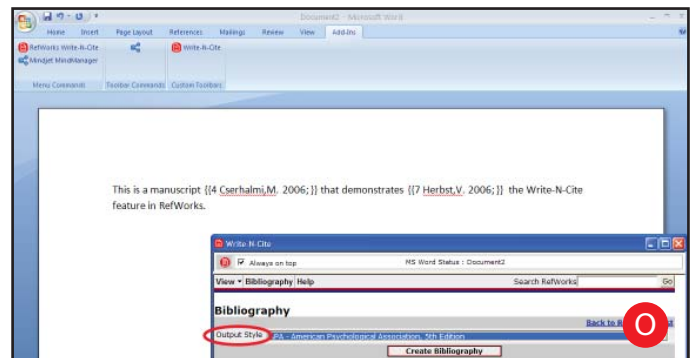 Document2 - Microsoft Word
Home Insert Page Layout References Mailings Review View Add-Ins
RefWorks Write-N-Cite Write-N-Cite
Mindjet MindManager
Menu Commands Toolbar Commands Custom Toolbars
This is a manuscript {{4 Cserhalmi,M. 2006;}} that demonstrates {{7 Herbst,V. 2006;}} the Write-N-Cite
feature in RefWorks.
Write-N-Cite
Always on top MS Word Status : Document2
View Bibliography Help Search RefWorks Go
Bibliography
Back to
O
Output Style APA - American Psychological Association, 5th Edition
Create Bibliography